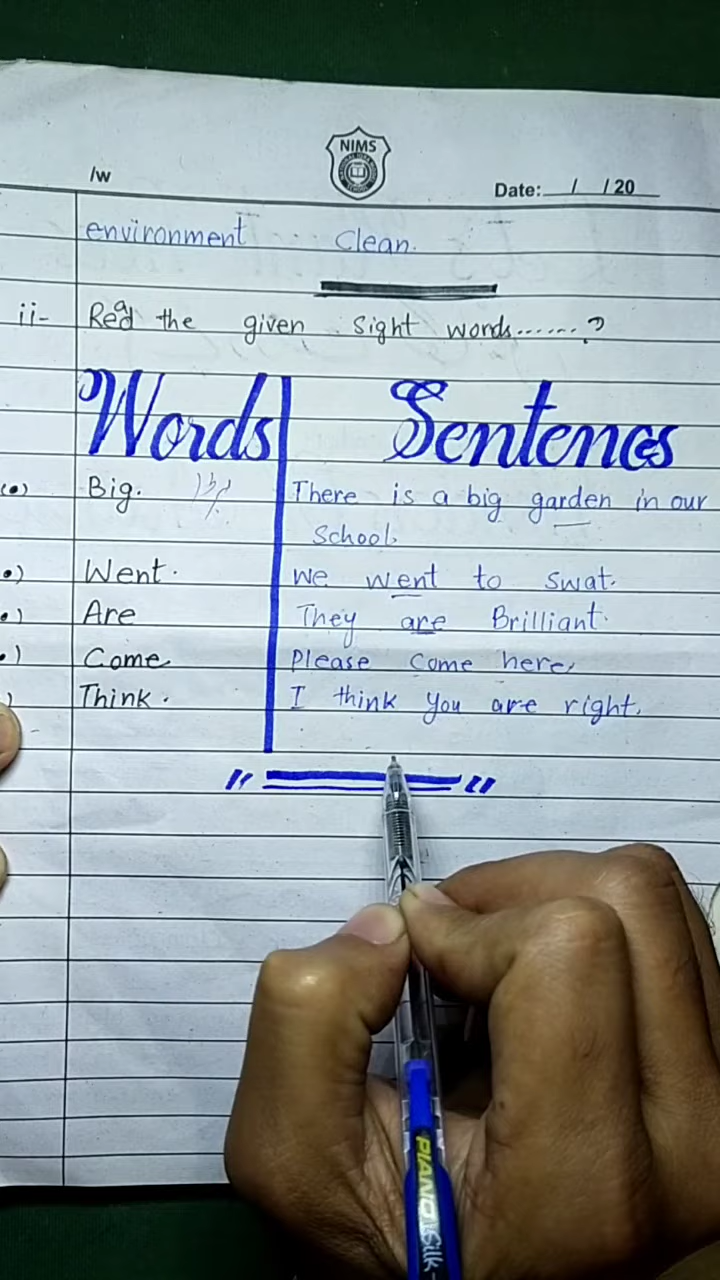 NIMS
/w
Date: / /20
environment Clean.
ii- Read the given sight words.......?
Words Sentences
(•) Big. There is a big garden in our
School.
•) Went. we went to swat.
•) Are They are Brilliant.
•) Come Please come here,
) Think. I think you are right.
PIANO Silk